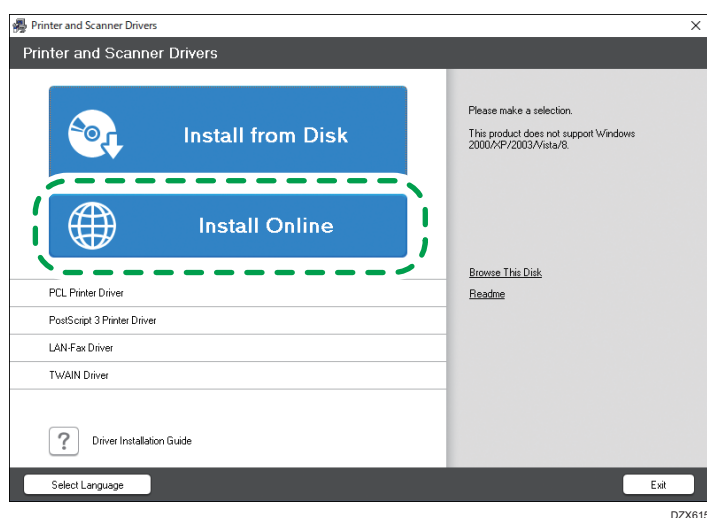 Printer and Scanner Drivers
Printer and Scanner Drivers
Install from Disk
Install Online
PCL Printer Driver
PostScript 3 Printer Driver
LAN-Fax Driver
TWAIN Driver
? Driver Installation Guide
Please make a selection.
This product does not support Windows
2000/XP/2003/Vista/8.
Browse This Disk
Readme
Select Language
Exit
DZX615